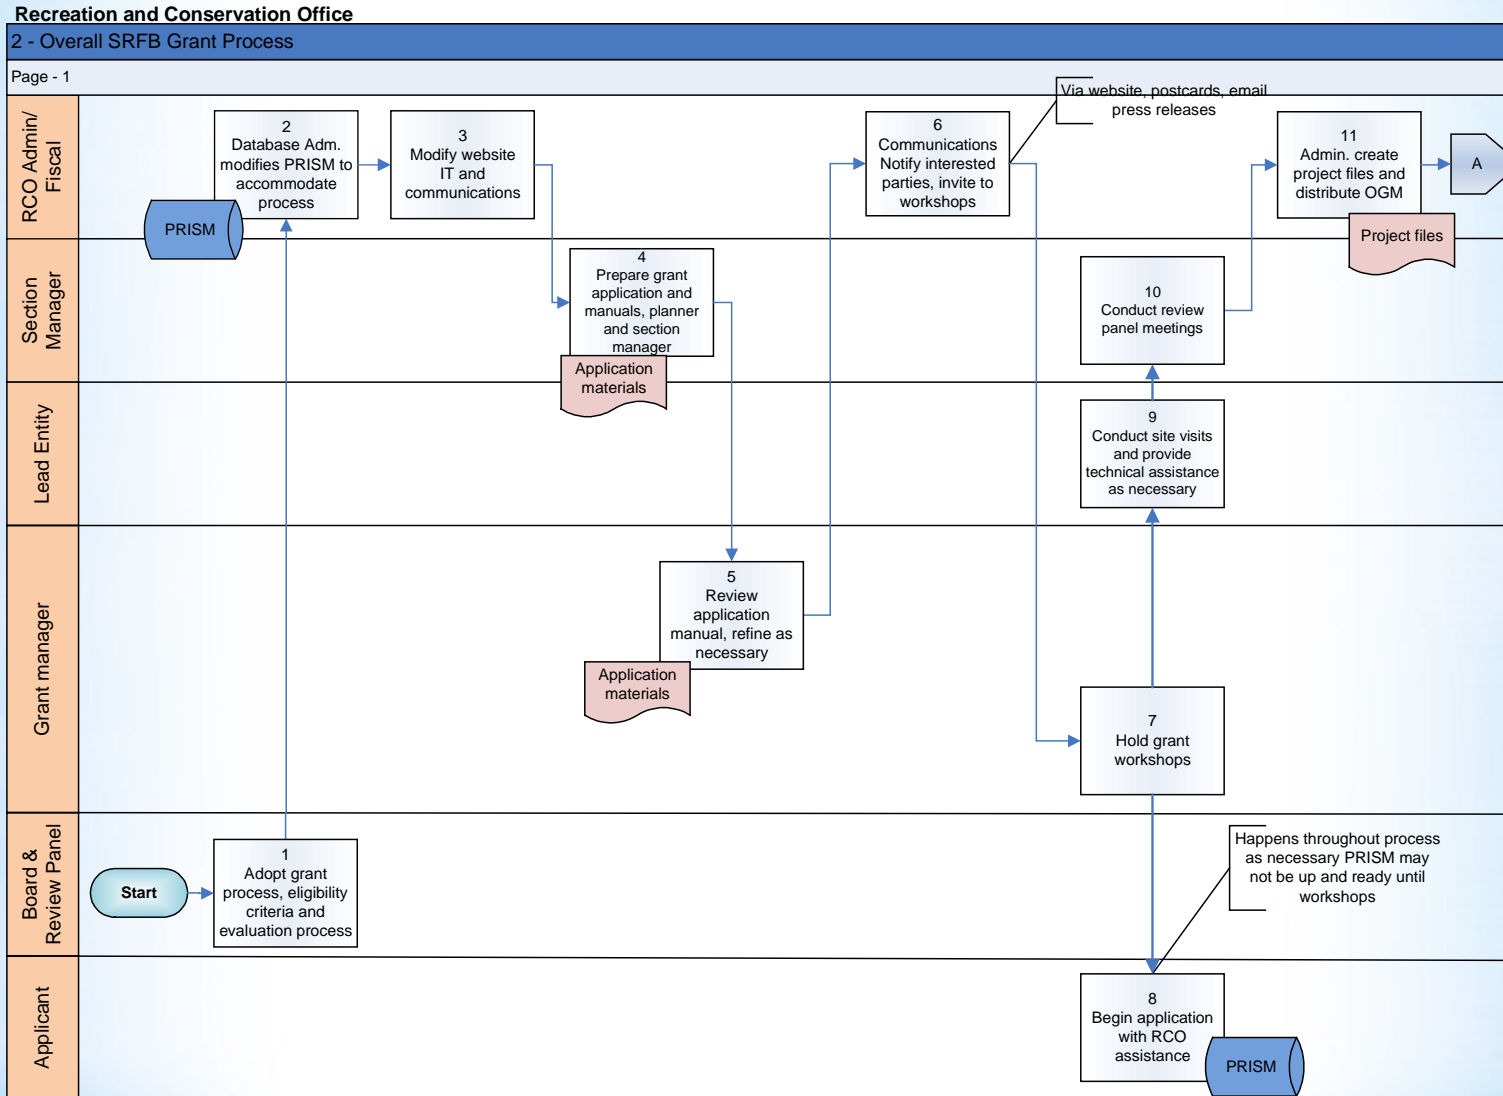 Recreation and Conservation Office
2 - Overall SRFB Grant Process
Page - 1
RCO Admin/
Fiscal
2
Database Adm.
modifies PRISM to
accommodate
process
PRISM
3
Modify website
IT and
communications
6
Communications
Notify interested
parties, invite to
workshops
Via website, postcards, email
press releases
11
Admin. create
project files and
distribute OGM
Project files
A
Section
Manager
4
Prepare grant
application and
manuals, planner
and section
manager
Application
materials
10
Conduct review
panel meetings
Lead Entity
9
Conduct site visits
and provide
technical assistance
as necessary
Grant manager
5
Review
application
manual, refine as
necessary
Application
materials
7
Hold grant
workshops
Board &
Review Panel
Start
1
Adopt grant
process, eligibility
criteria and
evaluation process
Happens throughout process
as necessary PRISM may
not be up and ready until
workshops
Applicant
8
Begin application
with RCO
assistance
PRISM